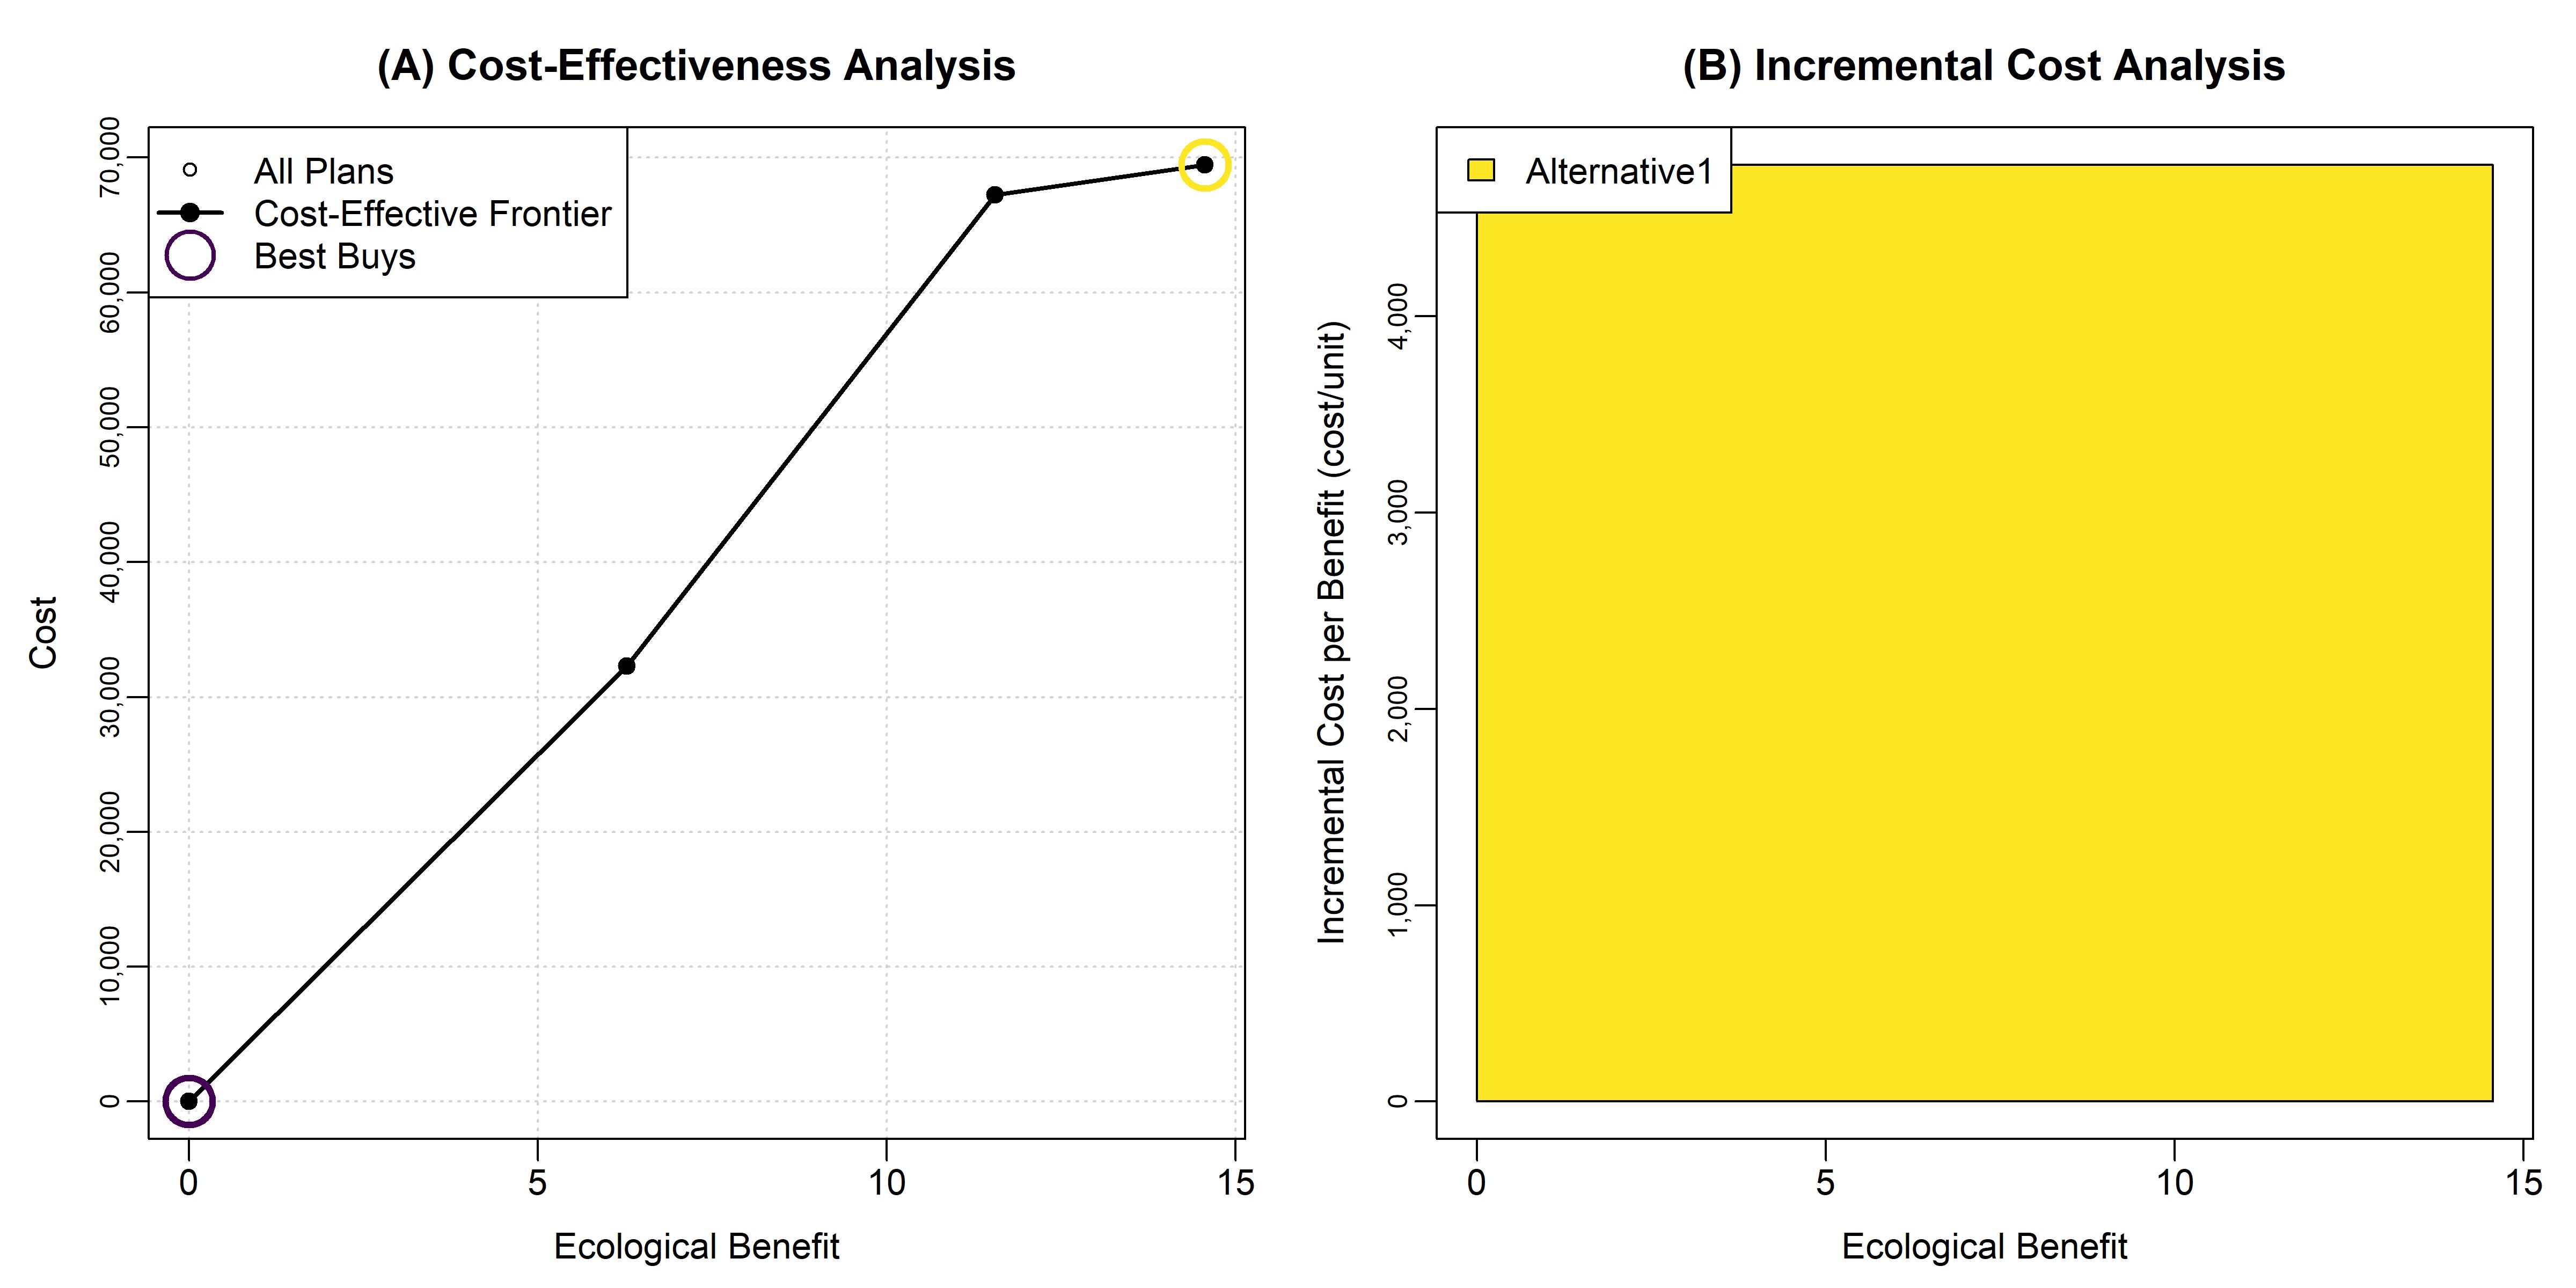 (A) Cost-Effectiveness Analysis
All Plans
Cost-Effective Frontier
Best Buys
Cost
70,000
60,000
50,000
40,000
30,000
20,000
10,000
0
0 5 10 15
Ecological Benefit
(B) Incremental Cost Analysis
Alternative1
Incremental Cost per Benefit (cost/unit)
4,000
3,000
2,000
1,000
0
0 5 10 15
Ecological Benefit